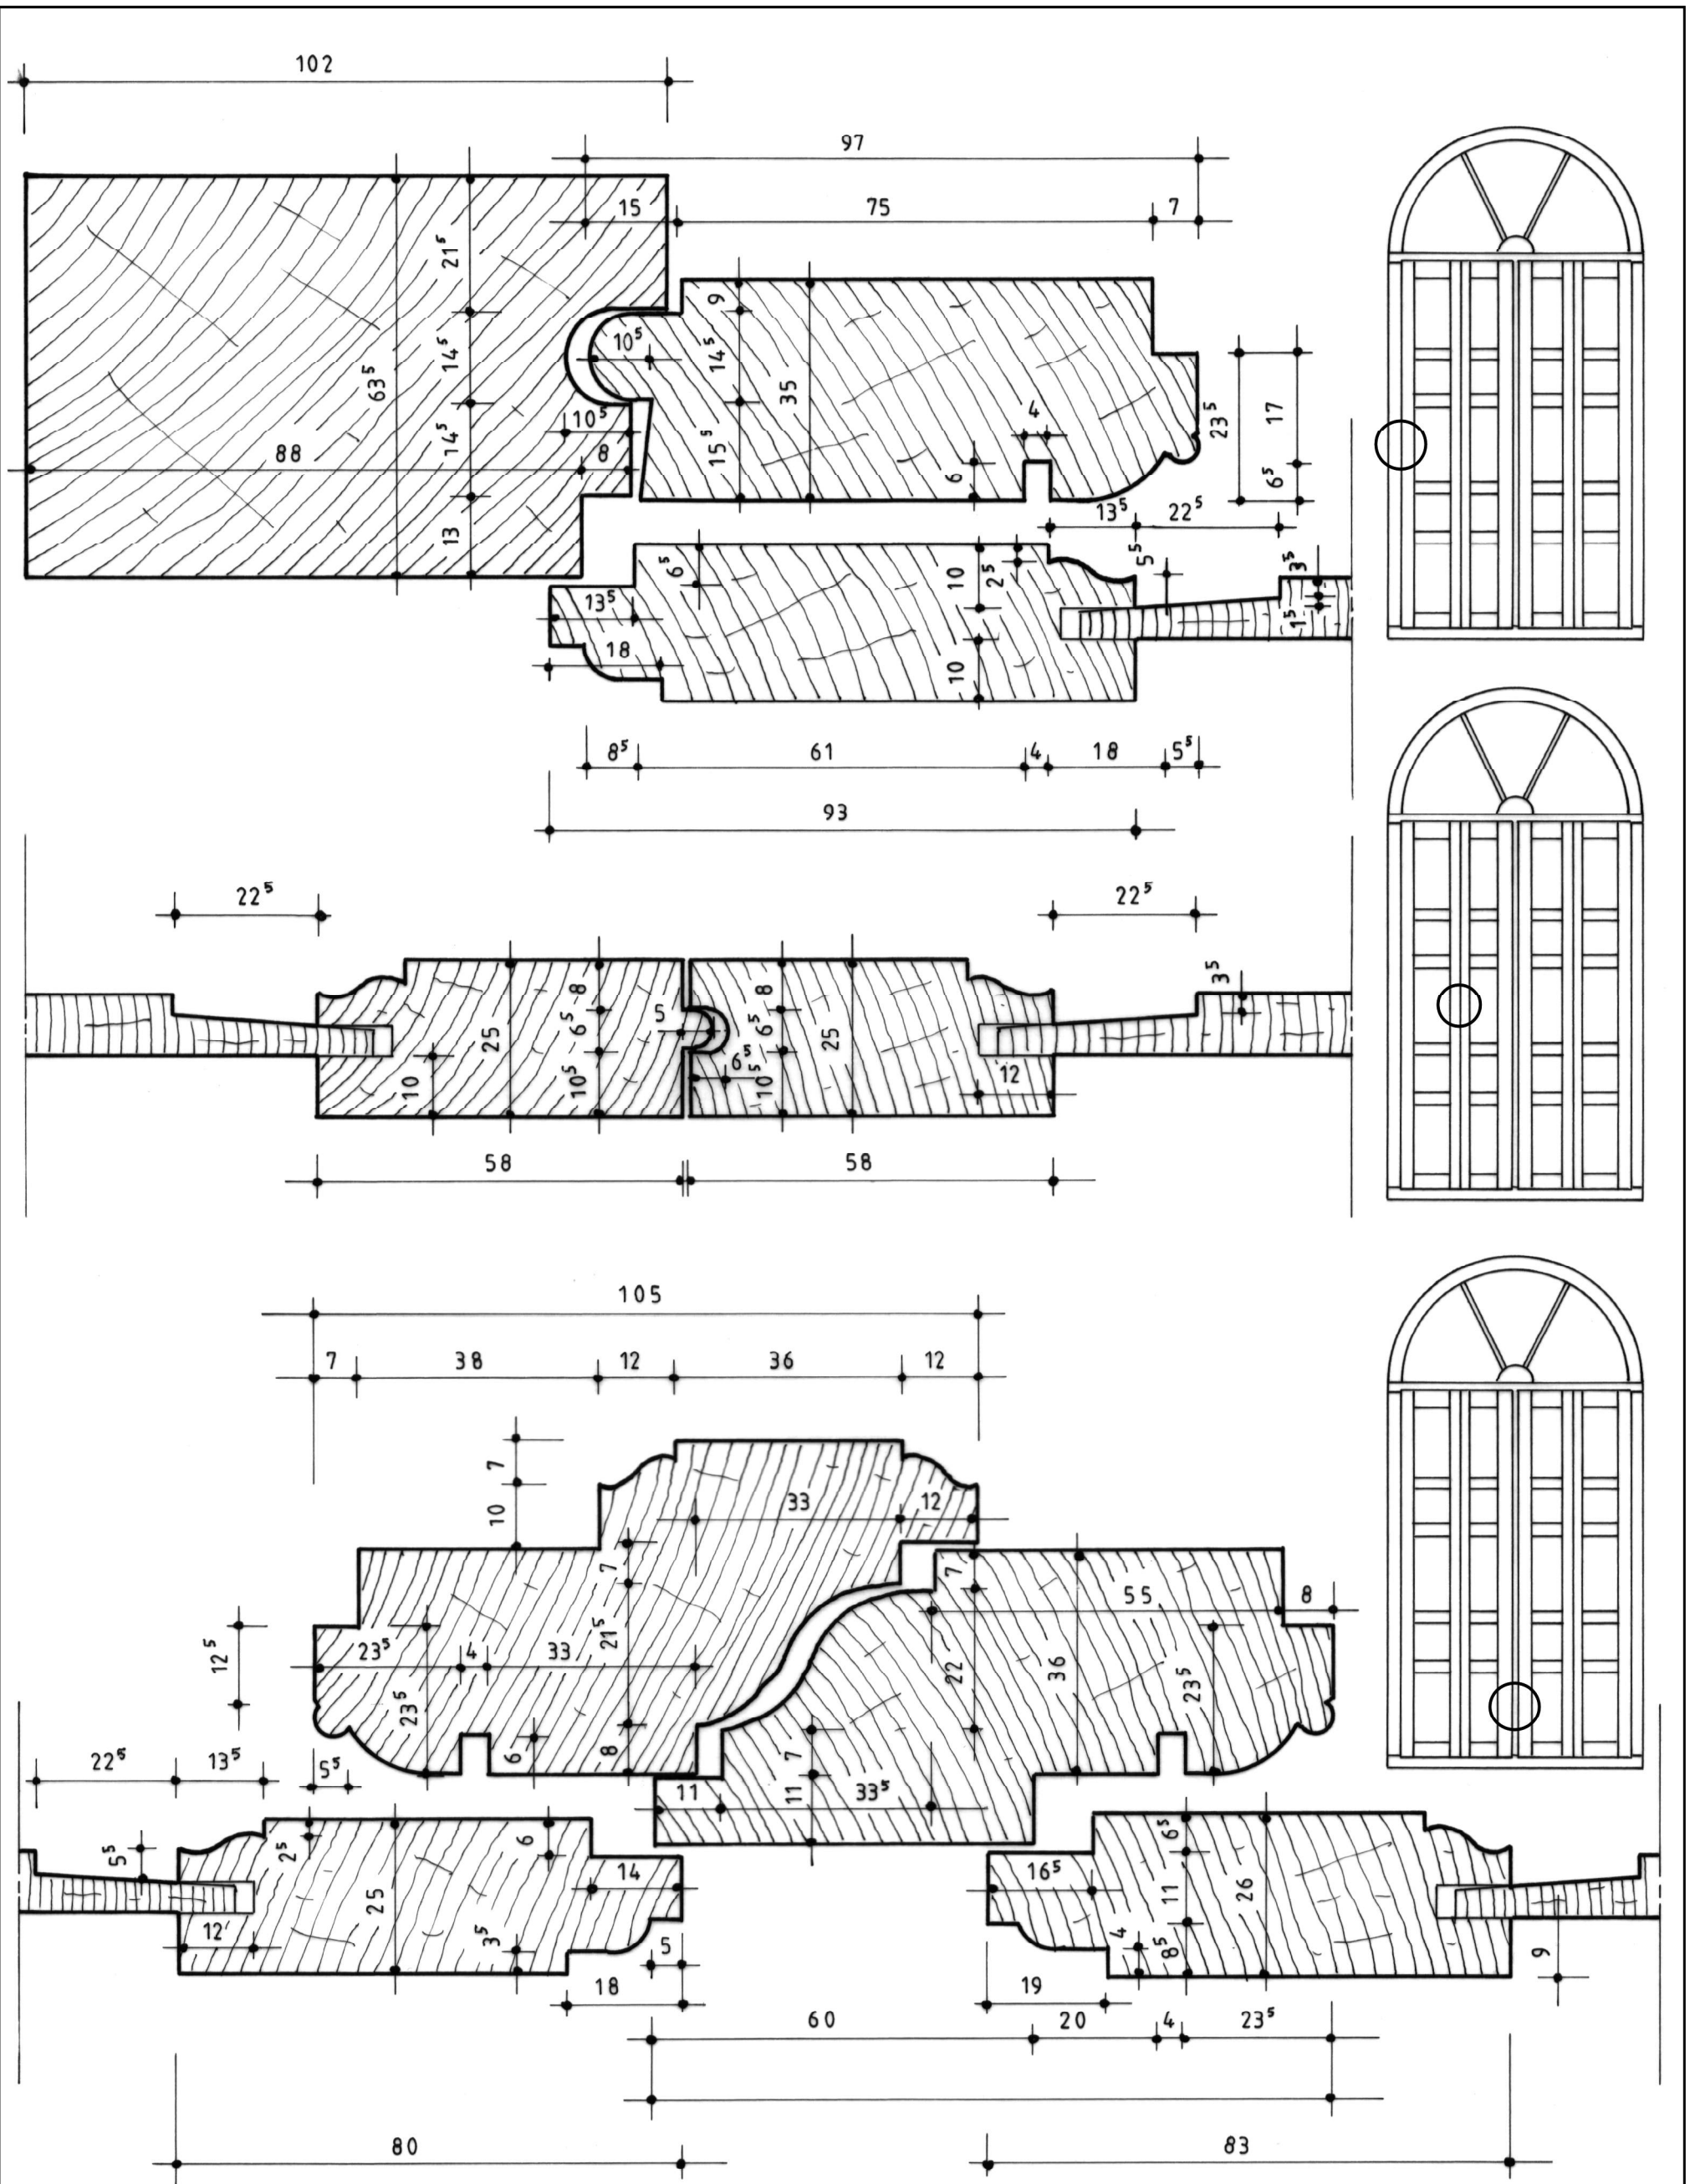 102
97
15 75 7
21⁵
9
10⁵
14⁵ 14⁵
63⁵ 35
4 23⁵ 17
10⁵
88 8
14⁵ 15⁵
6 6⁵
13⁵ 22⁵
13
5⁵
6⁵ 10 2⁵ 3⁵
13⁵
1⁵
18
10
8⁵ 61 4 18 5⁵
93
22⁵ 22⁵
3⁵
8 8
5
25 6⁵ 6⁵ 25
6⁵
10 10⁵ 10⁵ 12
58 58
105
7 38 12 36 12
7
33 12
10
7 7
55 8
12⁵ 23⁵ 4 33 21⁵ 22 36 23⁵
23⁵
6 8 7
22⁵ 13⁵ 5⁵
11 11 33⁵
5⁵ 2⁵ 6 6⁵
14 16⁵
25 11 26
12
3⁵ 4 8⁵
5 9
18 19
60 20 4 23⁵
80 83